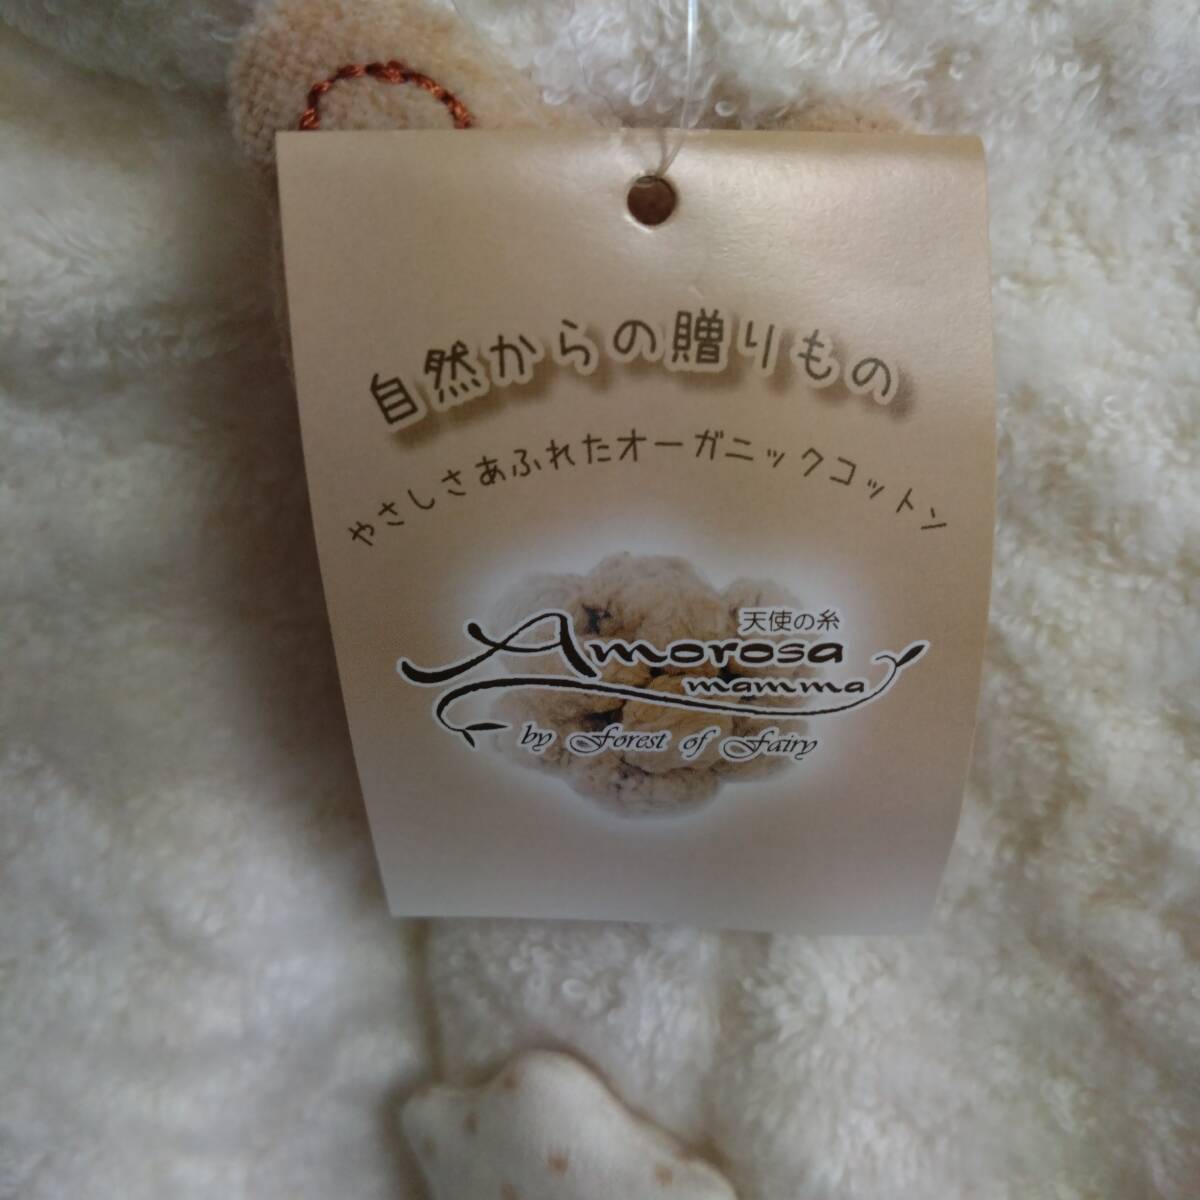 自然からの贈りもの
やさしさあふれたオーガニックコットン
天使の糸
Amorosa
mamma
by Forest of Fairy